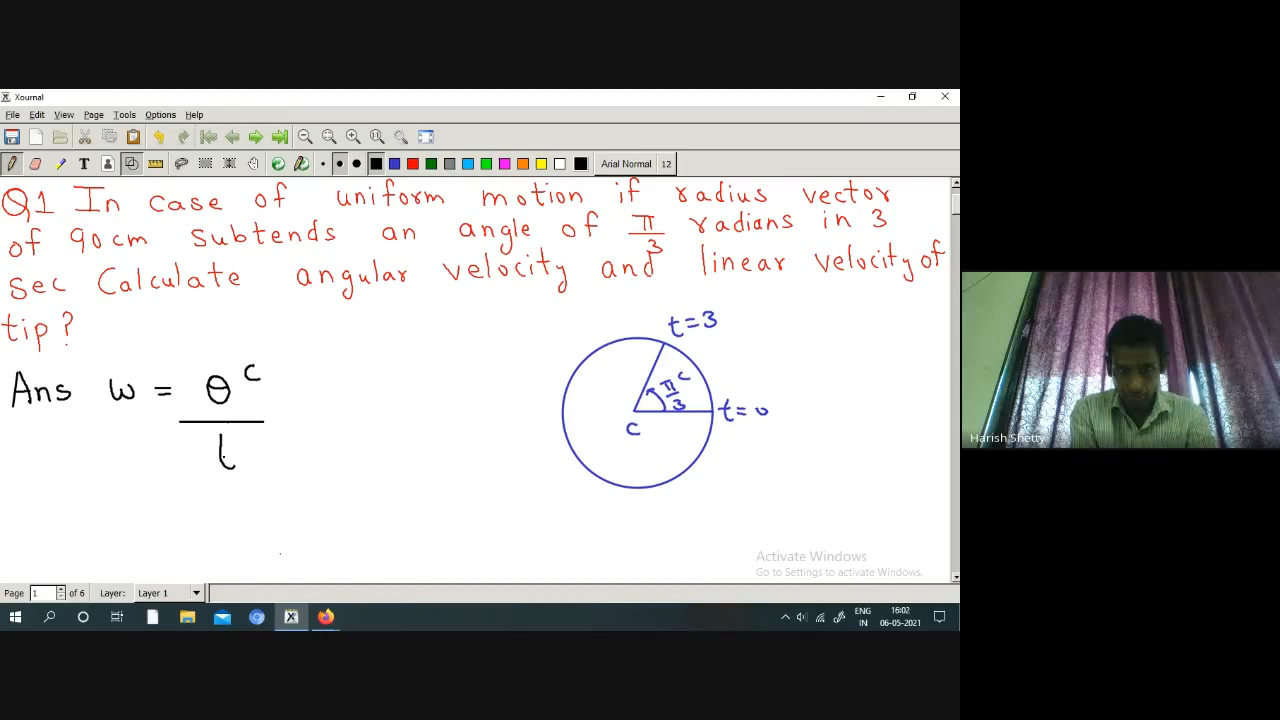 Xournal
File Edit View Page Tools Options Help
Arial Normal 12
Q1 In case of uniform motion if radius vector
of 90cm subtends an angle of π/3 radians in 3
sec Calculate angular velocity and linear velocity of
tip?
t=3
Ans ω = θ^c
π/3 c
t=0
C
Harish Shetty
Activate Windows
Go to Settings to activate Windows.
Page 1 of 6 Layer: Layer 1
ENG
IN
16:02
06-05-2021